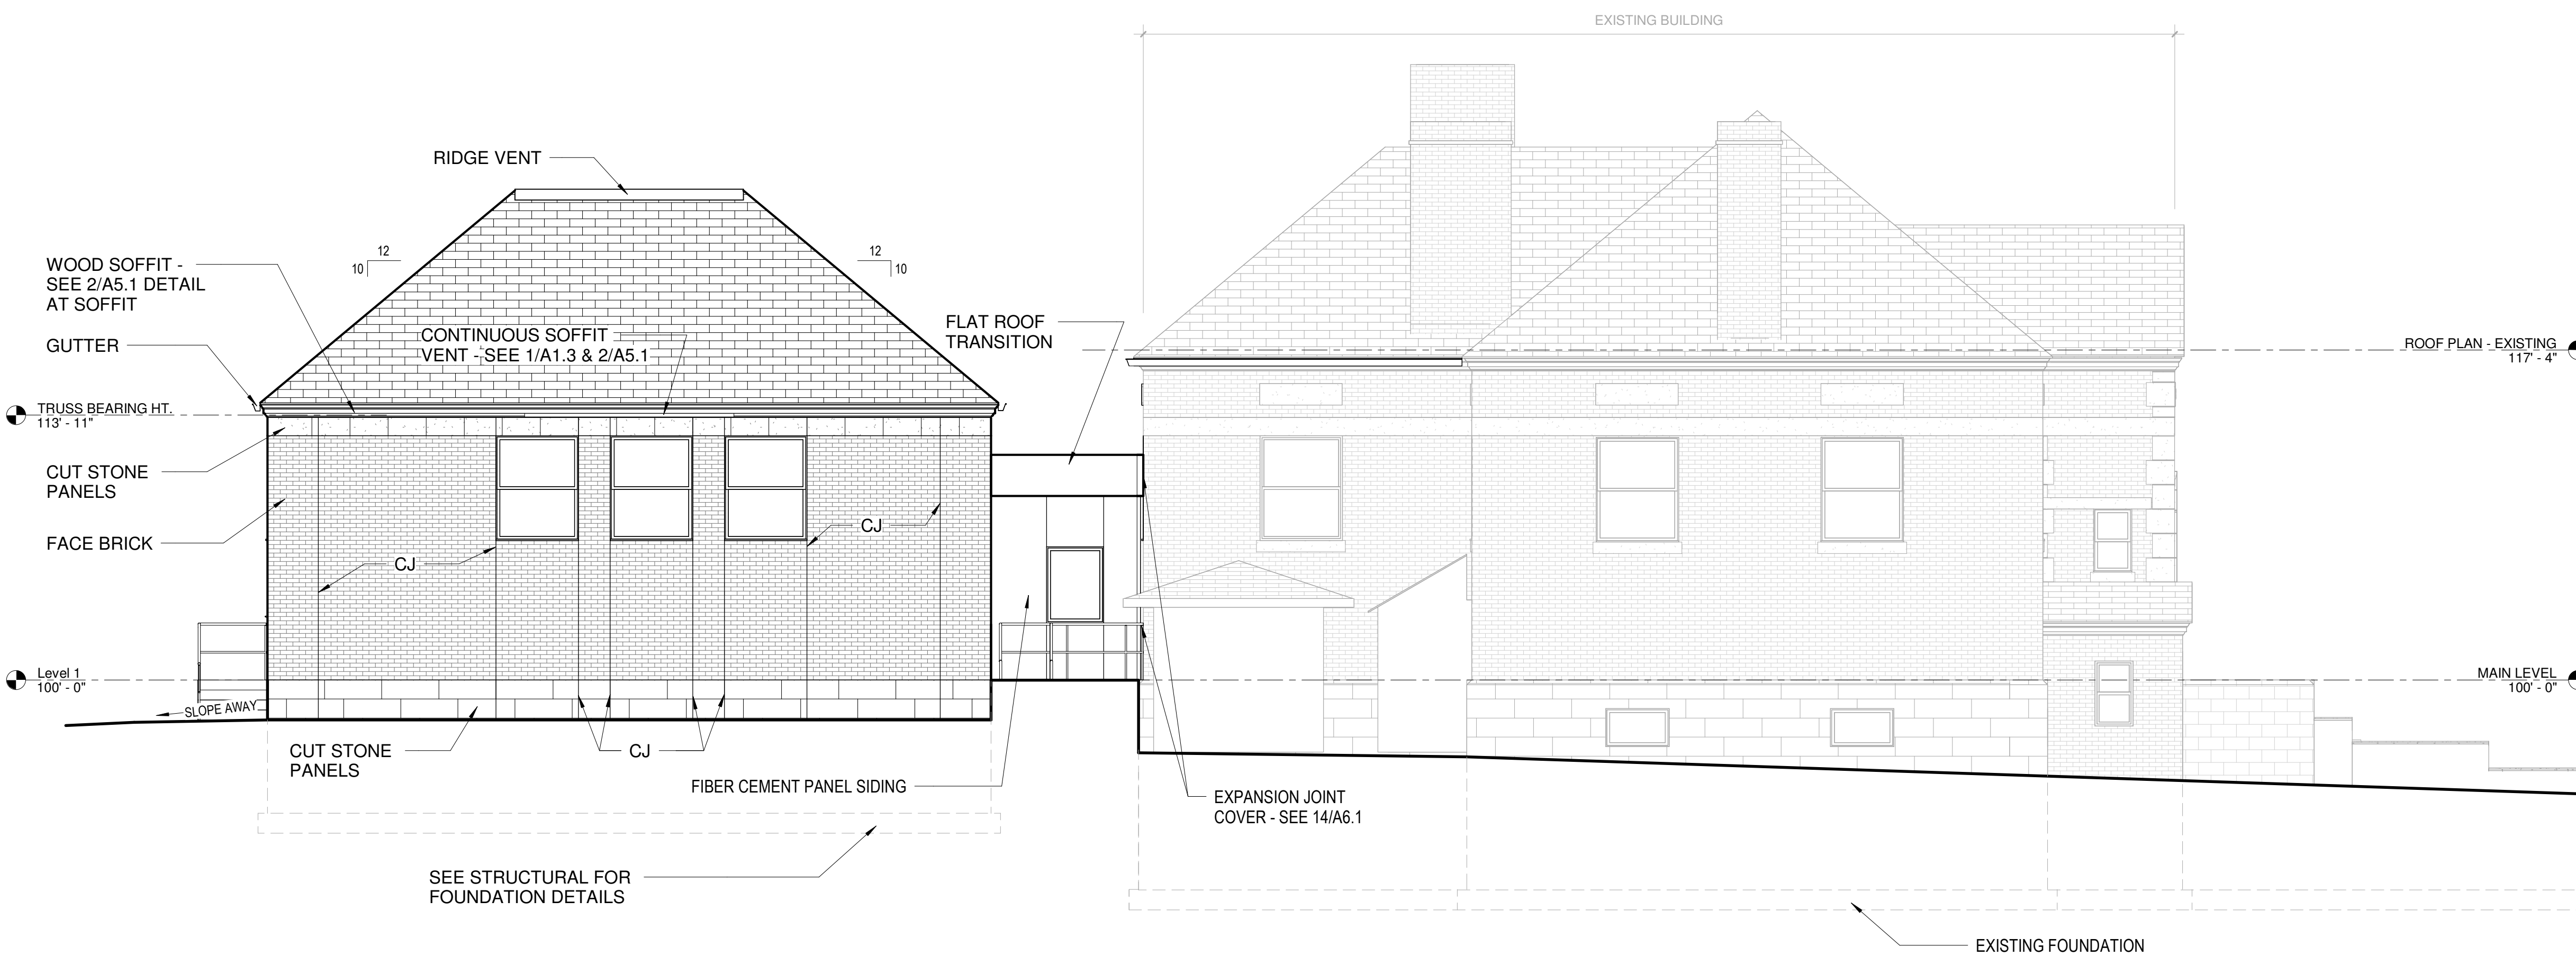 EXISTING BUILDING
RIDGE VENT
12
10
12
10
WOOD SOFFIT -
SEE 2/A5.1 DETAIL
AT SOFFIT
GUTTER
CONTINUOUS SOFFIT
VENT - SEE 1/A1.3 & 2/A5.1
FLAT ROOF
TRANSITION
ROOF PLAN - EXISTING
117' - 4"
TRUSS BEARING HT.
113' - 11"
CUT STONE
PANELS
FACE BRICK
CJ
CJ
Level 1
100' - 0"
MAIN LEVEL
100' - 0"
SLOPE AWAY
CUT STONE
PANELS
CJ
FIBER CEMENT PANEL SIDING
EXPANSION JOINT
COVER - SEE 14/A6.1
SEE STRUCTURAL FOR
FOUNDATION DETAILS
EXISTING FOUNDATION